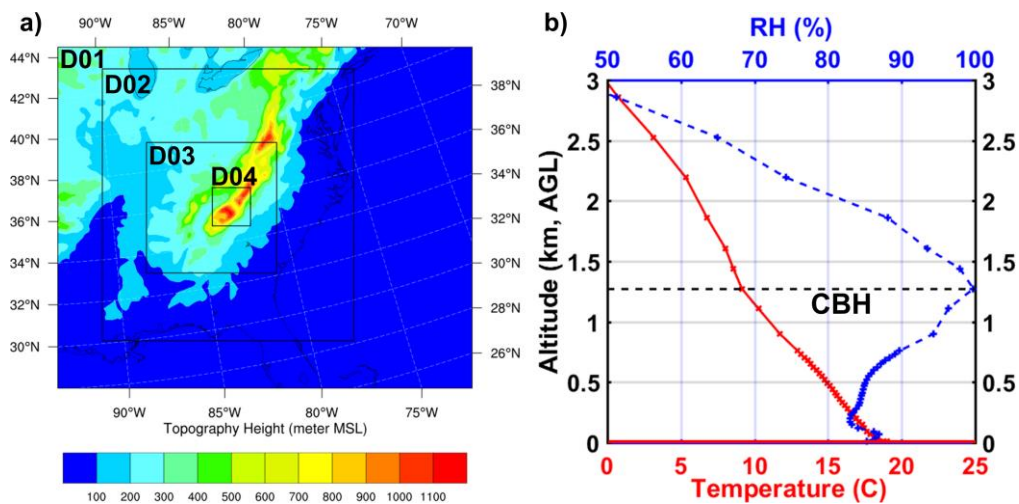 a)
90°W 85°W 80°W 75°W
44°N
42°N
40°N
38°N
36°N
34°N
32°N
30°N
D01
D02
D03
D04
38°N
36°N
34°N
32°N
30°N
28°N
26°N
90°W 85°W 80°W 75°W
Topography Height (meter MSL)
100 200 300 400 500 600 700 800 900 1000 1100
b)
RH (%)
50 60 70 80 90 100
Altitude (km, AGL)
3
2.5
2
1.5
1
0.5
0
CBH
3
2.5
2
1.5
1
0.5
0
0 5 10 15 20 25
Temperature (C)